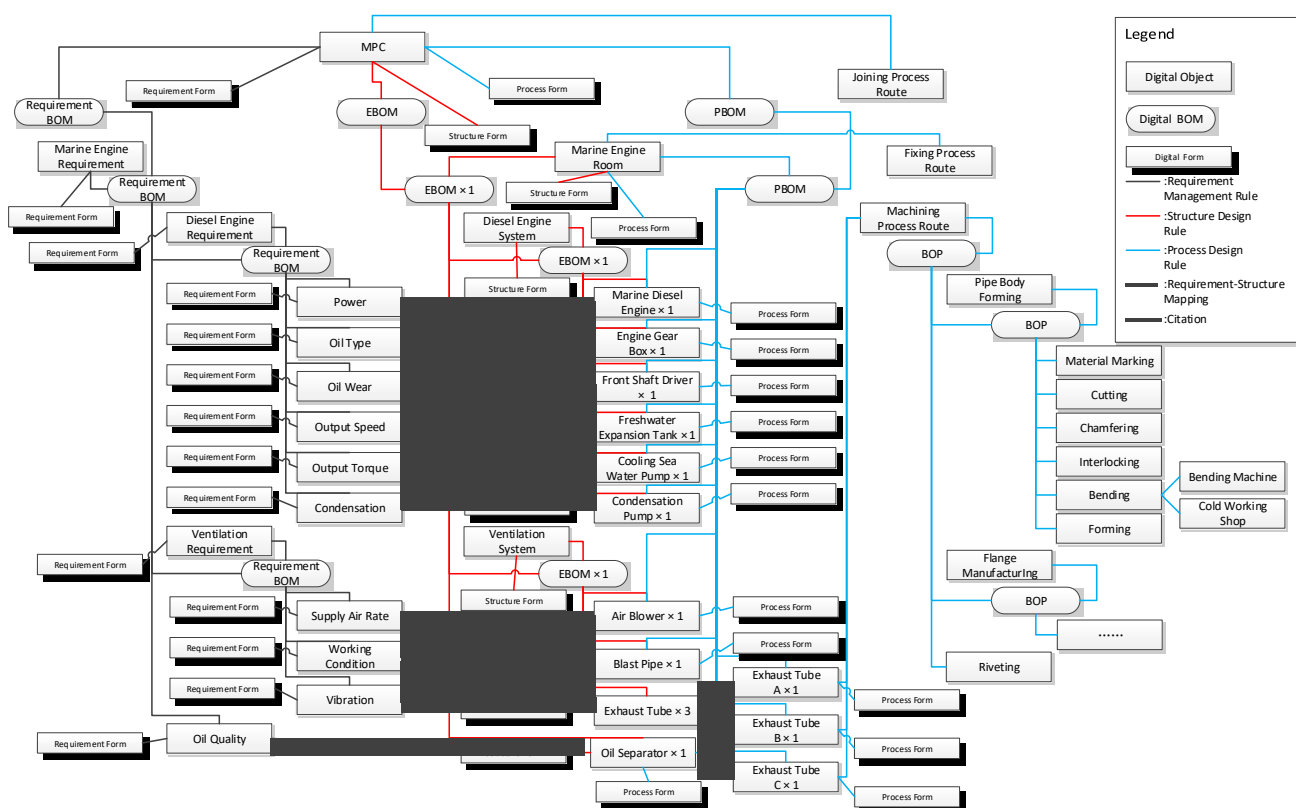 MPC
Requirement Form
Requirement
BOM
EBOM
Structure Form
Process Form
PBOM
Joining Process
Route
Marine Engine
Requirement
Requirement Form
Requirement
BOM
Marine Engine
Room
EBOM × 1
Structure Form
Process Form
PBOM
Fixing Process
Route
Diesel Engine
Requirement
Requirement Form
Requirement
BOM
Diesel Engine
System
EBOM × 1
Structure Form
Requirement Form
Power
Requirement Form
Oil Type
Requirement Form
Oil Wear
Requirement Form
Output Speed
Requirement Form
Output Torque
Requirement Form
Condensation
Marine Diesel
Engine × 1
Process Form
Engine Gear
Box × 1
Process Form
Front Shaft Driver
× 1
Process Form
Freshwater
Expansion Tank × 1
Process Form
Cooling Sea
Water Pump × 1
Process Form
Condensation
Pump × 1
Process Form
Ventilation
Requirement
Requirement Form
Requirement
BOM
Ventilation
System
EBOM × 1
Structure Form
Requirement Form
Supply Air Rate
Requirement Form
Working
Condition
Requirement Form
Vibration
Air Blower × 1
Process Form
Blast Pipe × 1
Process Form
Exhaust Tube × 3
Requirement Form
Oil Quality
Oil Separator × 1
Process Form
Exhaust Tube
A × 1
Process Form
Exhaust Tube
B × 1
Process Form
Exhaust Tube
C × 1
Process Form
Machining
Process Route
BOP
Pipe Body
Forming
BOP
Material Marking
Cutting
Chamfering
Interlocking
Bending
Forming
Bending Machine
Cold Working
Shop
Flange
Manufacturing
BOP
......
Riveting
Legend
Digital Object
Digital BOM
Digital Form
:Requirement
Management Rule
:Structure Design
Rule
:Process Design
Rule
:Requirement-Structure
Mapping
:Citation